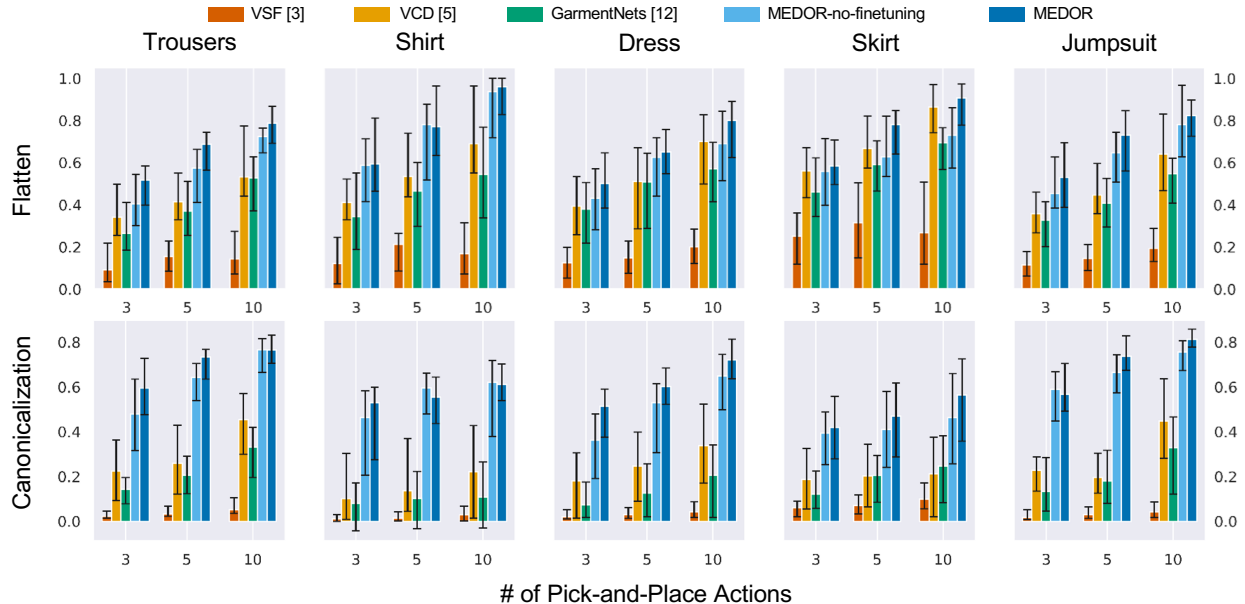 VSF [3] VCD [5] GarmentNets [12] MEDOR-no-finetuning MEDOR
Trousers Shirt Dress Skirt Jumpsuit
Flatten
1.0 1.0
0.8 0.8
0.6 0.6
0.4 0.4
0.2 0.2
0.0 0.0
3 5 10 3 5 10 3 5 10 3 5 10 3 5 10
Canonicalization
0.8 0.8
0.6 0.6
0.4 0.4
0.2 0.2
0.0 0.0
3 5 10 3 5 10 3 5 10 3 5 10 3 5 10
# of Pick-and-Place Actions